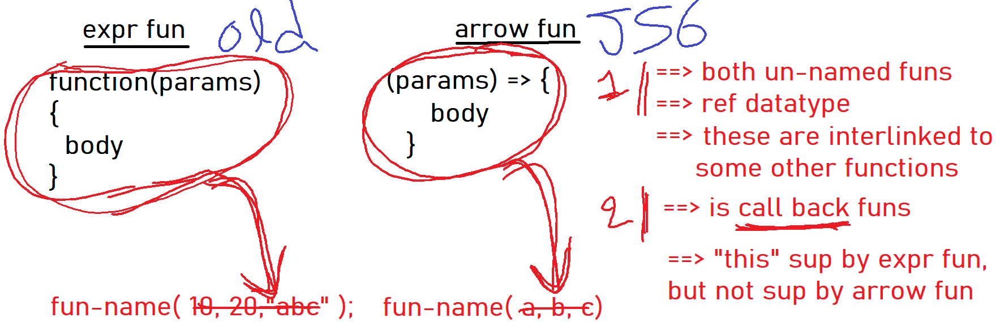 expr fun old
function(params)
{
body
}
fun-name( 10, 20,"abc" );
arrow fun JS6
(params) => {
body
}
fun-name( a, b, c)
1 ==> both un-named funs
==> ref datatype
==> these are interlinked to
some other functions
2 ==> is call back funs
==> "this" sup by expr fun,
but not sup by arrow fun